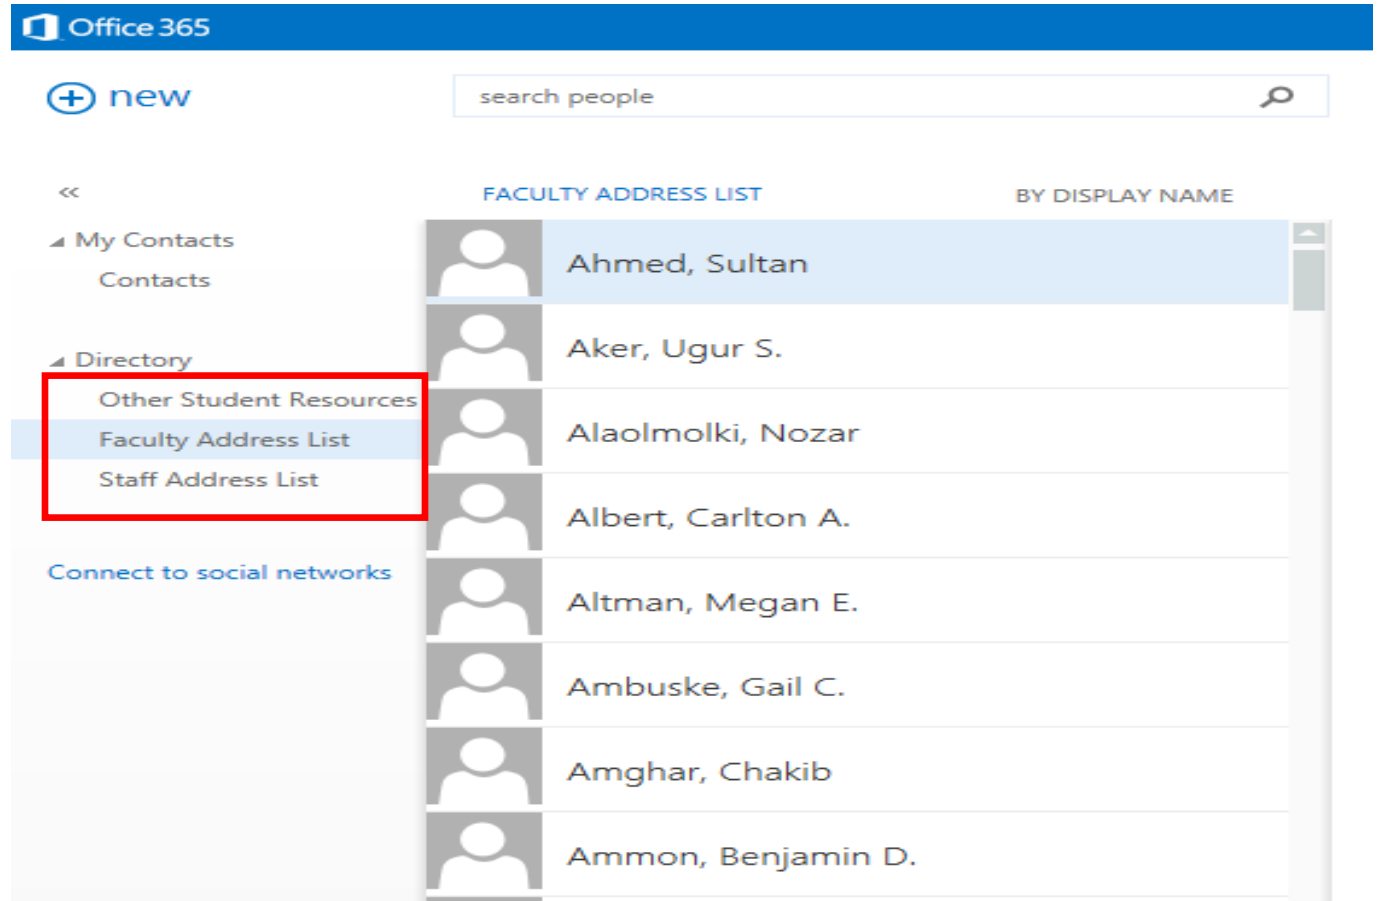 Office 365
new
search people
«
FACULTY ADDRESS LIST
BY DISPLAY NAME
My Contacts
Contacts
Directory
Other Student Resources
Faculty Address List
Staff Address List
Connect to social networks
Ahmed, Sultan
Aker, Ugur S.
Alaolmolki, Nozar
Albert, Carlton A.
Altman, Megan E.
Ambuske, Gail C.
Amghar, Chakib
Ammon, Benjamin D.